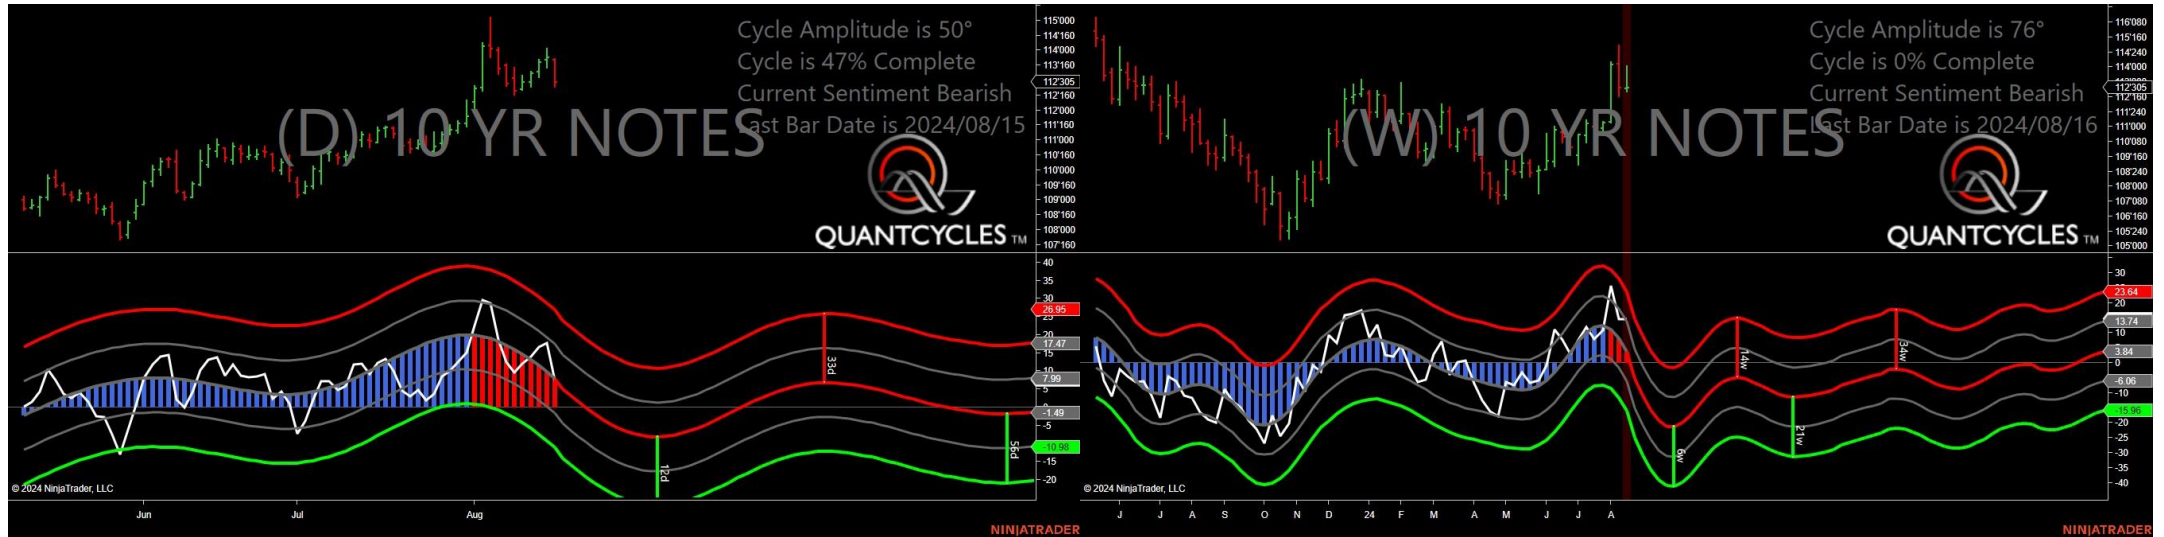 Cycle Amplitude is 50°
Cycle is 47% Complete
Current Sentiment Bearish
Last Bar Date is 2024/08/15
(D) 10 YR NOTES
QUANTCYCLES TM
115'000
114'160
114'000
113'160
112'305
112'160
112'000
111'160
111'000
110'160
110'000
109'160
109'000
108'160
108'000
107'160
40
35
30
26.95
20
17.47
15
10
7.99
-1.49
-5
-10.98
-15
-20
33d
12d
56d
© 2024 NinjaTrader, LLC
Jun
Jul
Aug
NINJATRADER
Cycle Amplitude is 76°
Cycle is 0% Complete
Current Sentiment Bearish
Last Bar Date is 2024/08/16
(W) 10 YR NOTES
QUANTCYCLES TM
116'080
115'160
114'240
114'000
112'305
112'160
111'240
111'000
110'080
109'160
108'240
108'000
107'080
106'160
105'240
105'000
30
23.64
20
13.74
10
3.84
0
-6.06
-10
-15.96
-20
-25
-30
-35
-40
14w
34w
6w
21w
© 2024 NinjaTrader, LLC
J
J
A
S
O
N
D
24
F
M
A
M
J
J
A
NINJATRADER